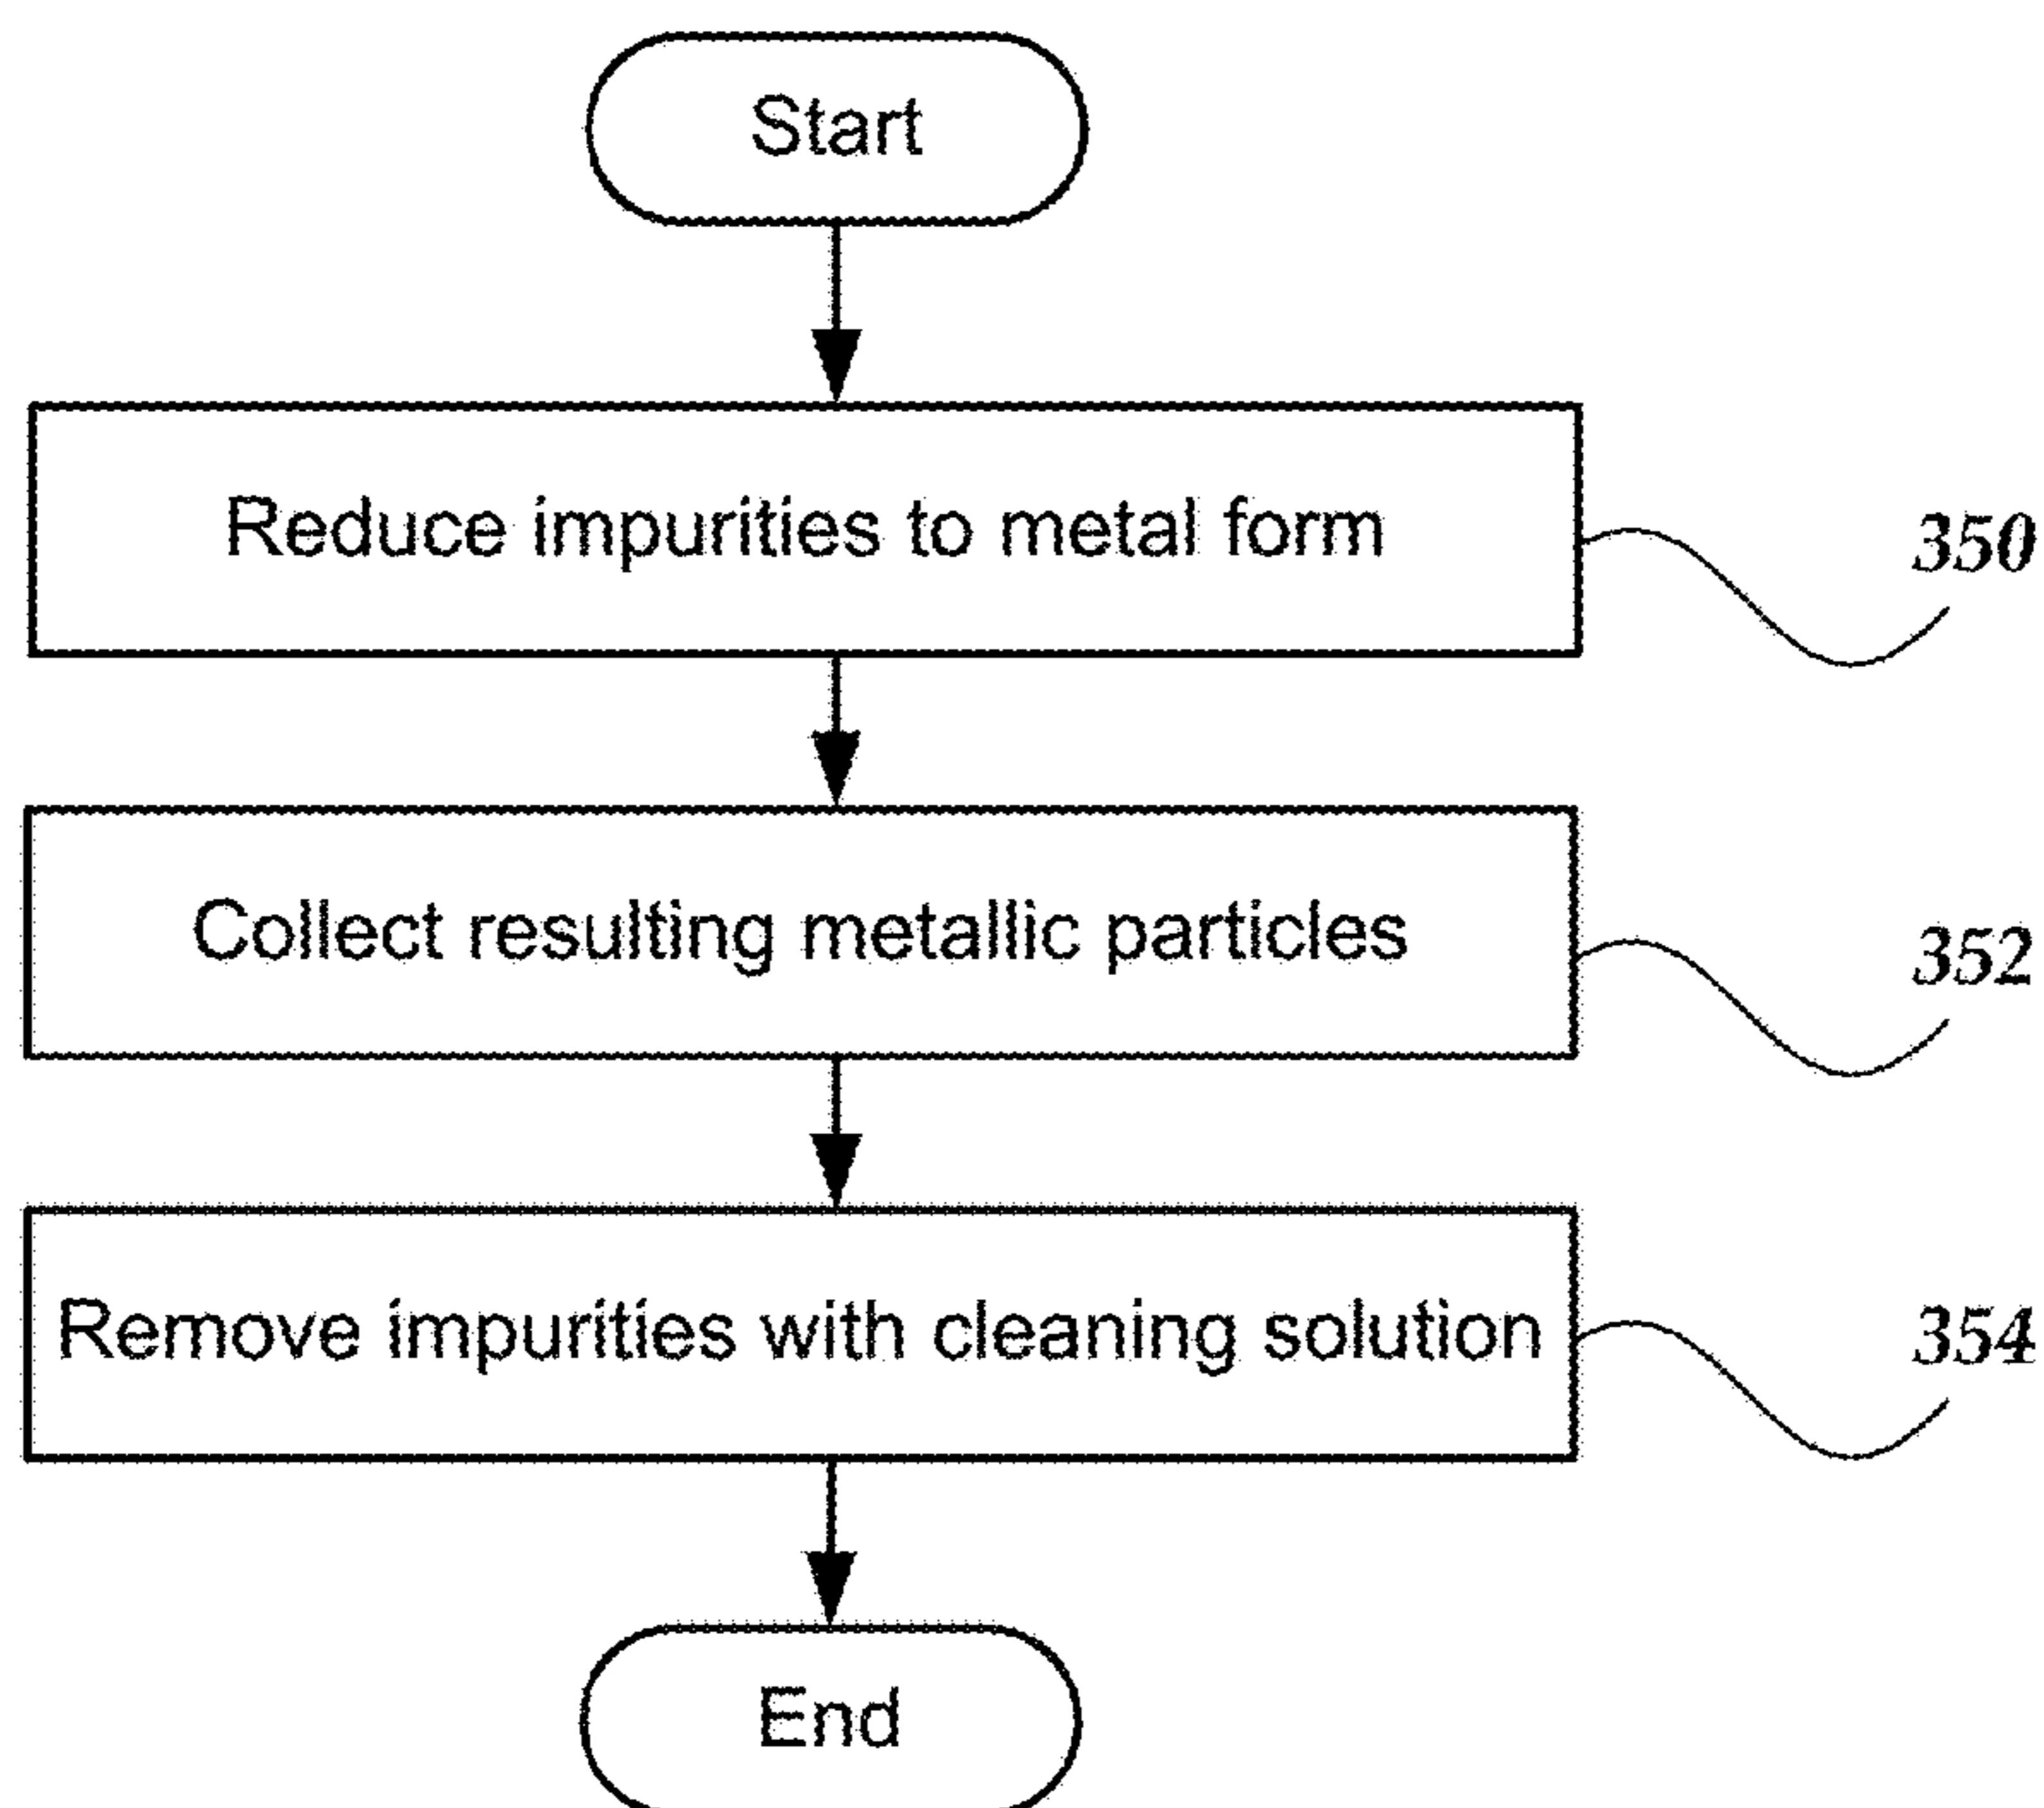 Start
Reduce impurities to metal form
350
Collect resulting metallic particles
352
Remove impurities with cleaning solution
354
End